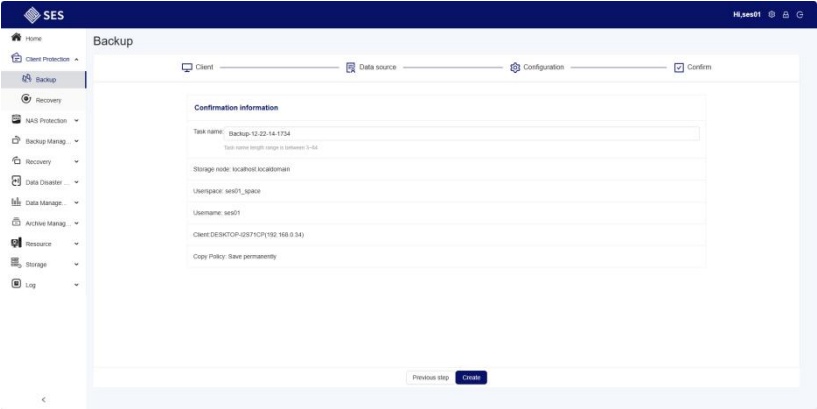 SES
Hi,ses01
Home
Client Protection
Backup
Recovery
NAS Protection
Backup Manag...
Recovery
Data Disaster ...
Data Manage...
Archive Manag...
Resource
Storage
Log
Backup
Client
Data source
Configuration
Confirm
Confirmation information
Task name: Backup-12-22-14-1734
Task name length range is between 3~64
Storage node: localhost.localdomain
Userspace: ses01_space
Username: ses01
Client:DESKTOP-I2S71CP(192.168.0.34)
Copy Policy: Save permanently
Previous step
Create